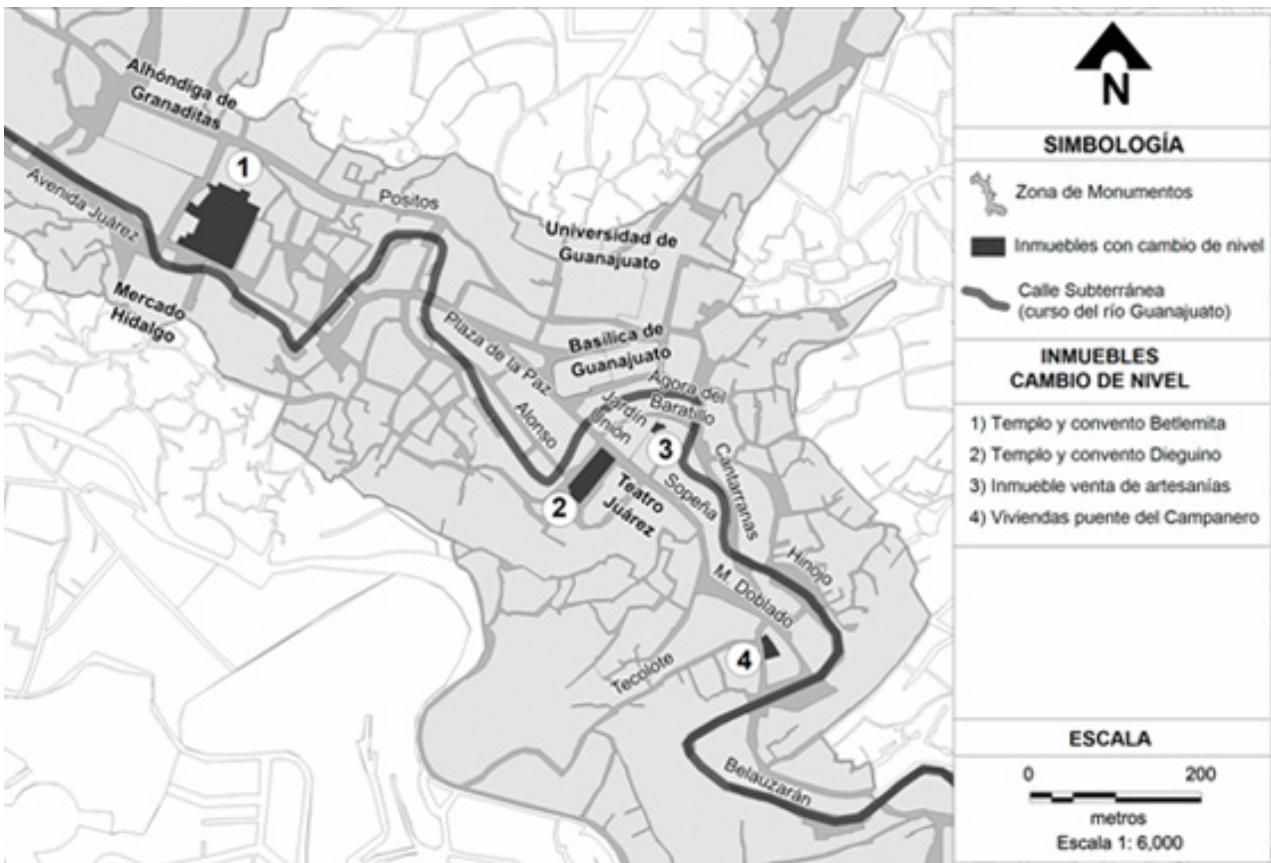 Alhóndiga de
Granaditas
1
Avenida Juárez
Positos
Mercado
Hidalgo
Universidad de
Guanajuato
Plaza de la Paz
Basílica de
Guanajuato
Alonso
Jardín
Unión
Agora del
Baratillo
3
Sopeña
Cantarranas
2
Teatro
Juárez
Hinojo
M. Doblado
4
Tecolote
Belauzarán
N
SIMBOLOGÍA
Zona de Monumentos
Inmuebles con cambio de nivel
Calle Subterránea
(curso del río Guanajuato)
INMUEBLES
CAMBIO DE NIVEL
1) Templo y convento Betlemita
2) Templo y convento Dieguino
3) Inmueble venta de artesanías
4) Viviendas puente del Campanero
ESCALA
0 200
metros
Escala 1: 6,000